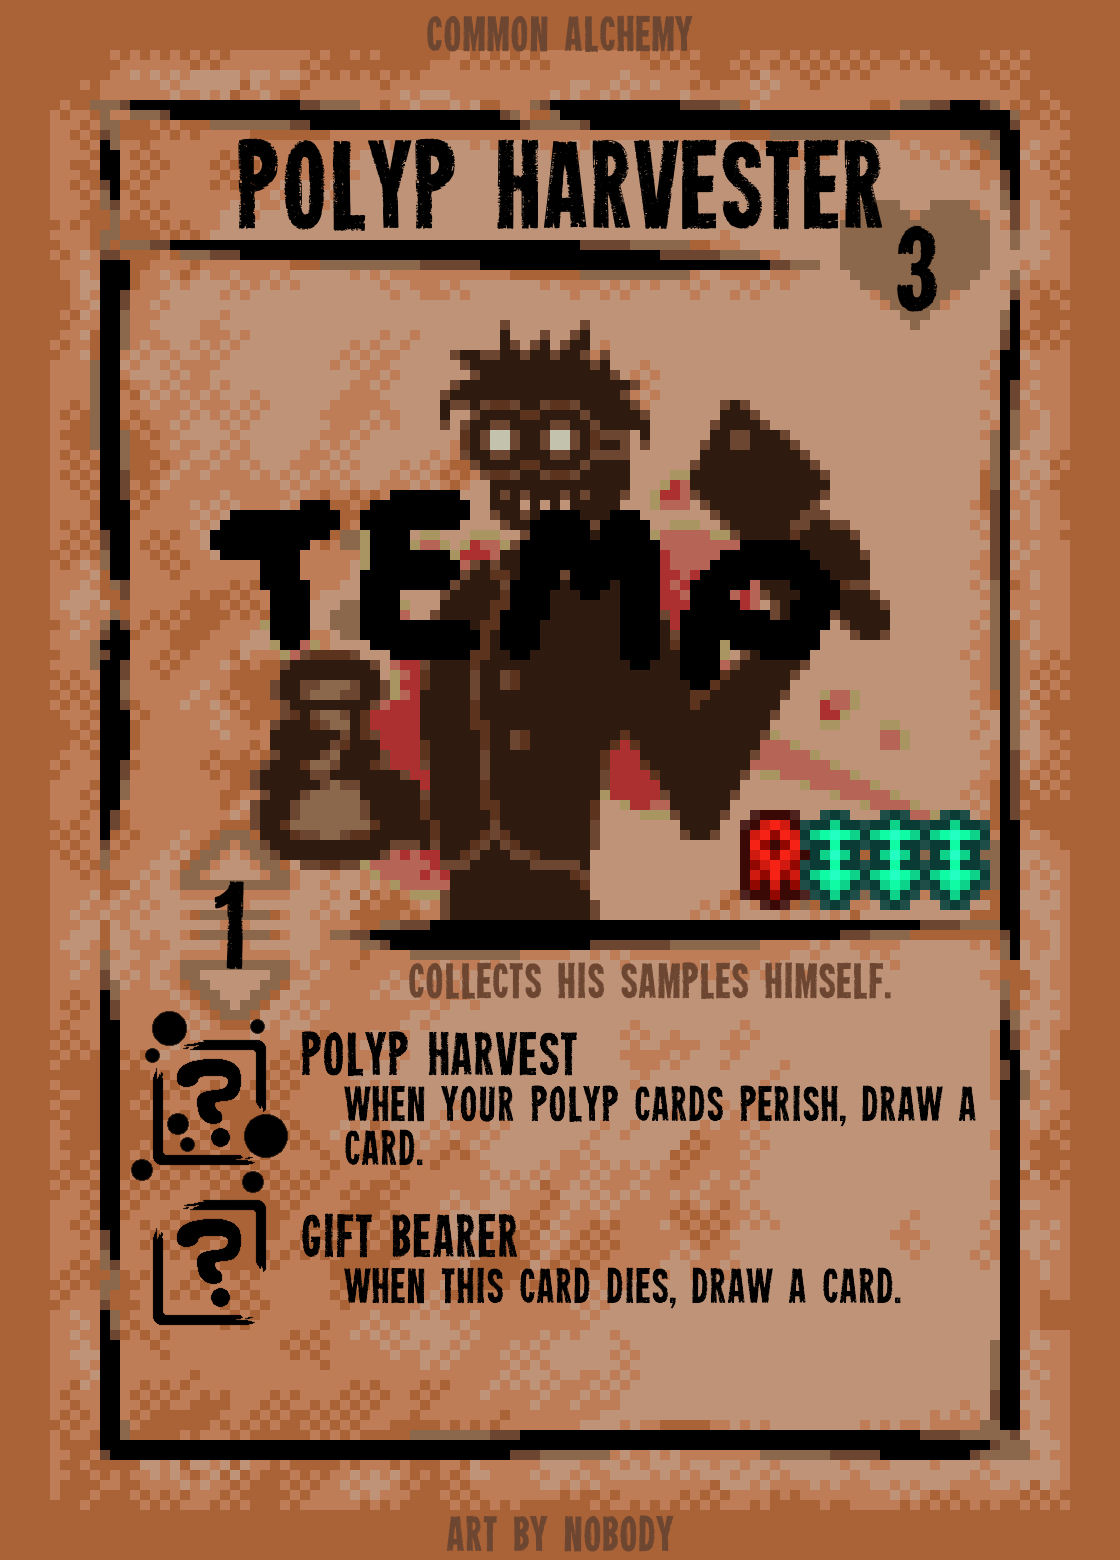 COMMON ALCHEMY
POLYP HARVESTER
3
TEMP
1
COLLECTS HIS SAMPLES HIMSELF.
?
POLYP HARVEST
WHEN YOUR POLYP CARDS PERISH, DRAW A
CARD.
?
GIFT BEARER
WHEN THIS CARD DIES, DRAW A CARD.
ART BY NOBODY